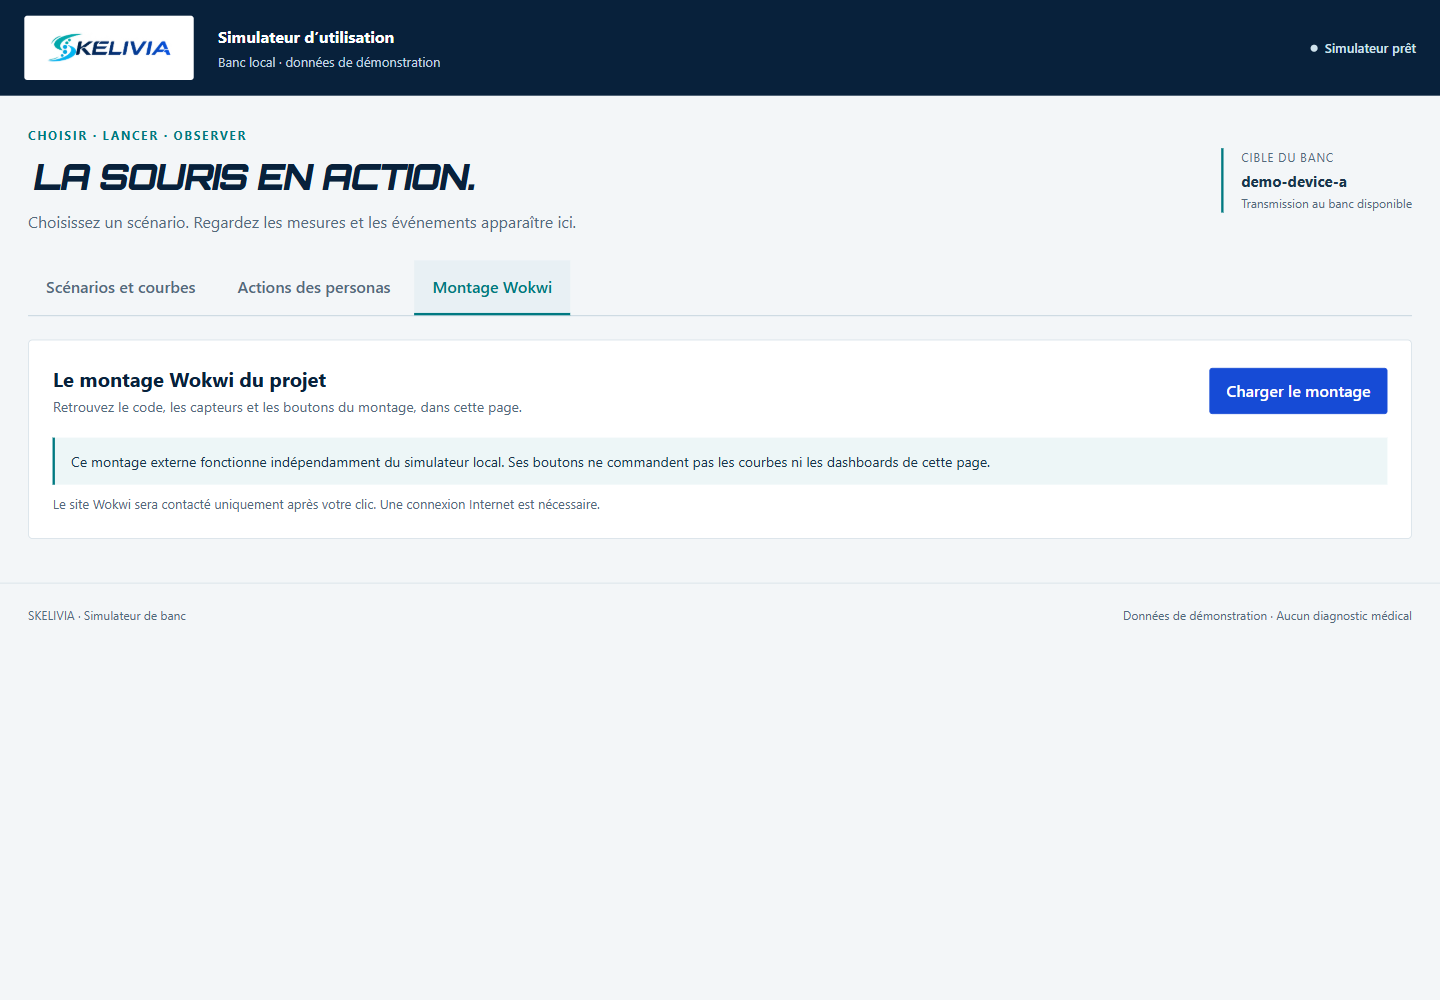 SKELIVIA
Simulateur d’utilisation
Banc local · données de démonstration
Simulateur prêt
CHOISIR · LANCER · OBSERVER
LA SOURIS EN ACTION.
Choisissez un scénario. Regardez les mesures et les événements apparaître ici.
CIBLE DU BANC
demo-device-a
Transmission au banc disponible
Scénarios et courbes
Actions des personas
Montage Wokwi
Le montage Wokwi du projet
Retrouvez le code, les capteurs et les boutons du montage, dans cette page.
Charger le montage
Ce montage externe fonctionne indépendamment du simulateur local. Ses boutons ne commandent pas les courbes ni les dashboards de cette page.
Le site Wokwi sera contacté uniquement après votre clic. Une connexion Internet est nécessaire.
SKELIVIA · Simulateur de banc
Données de démonstration · Aucun diagnostic médical